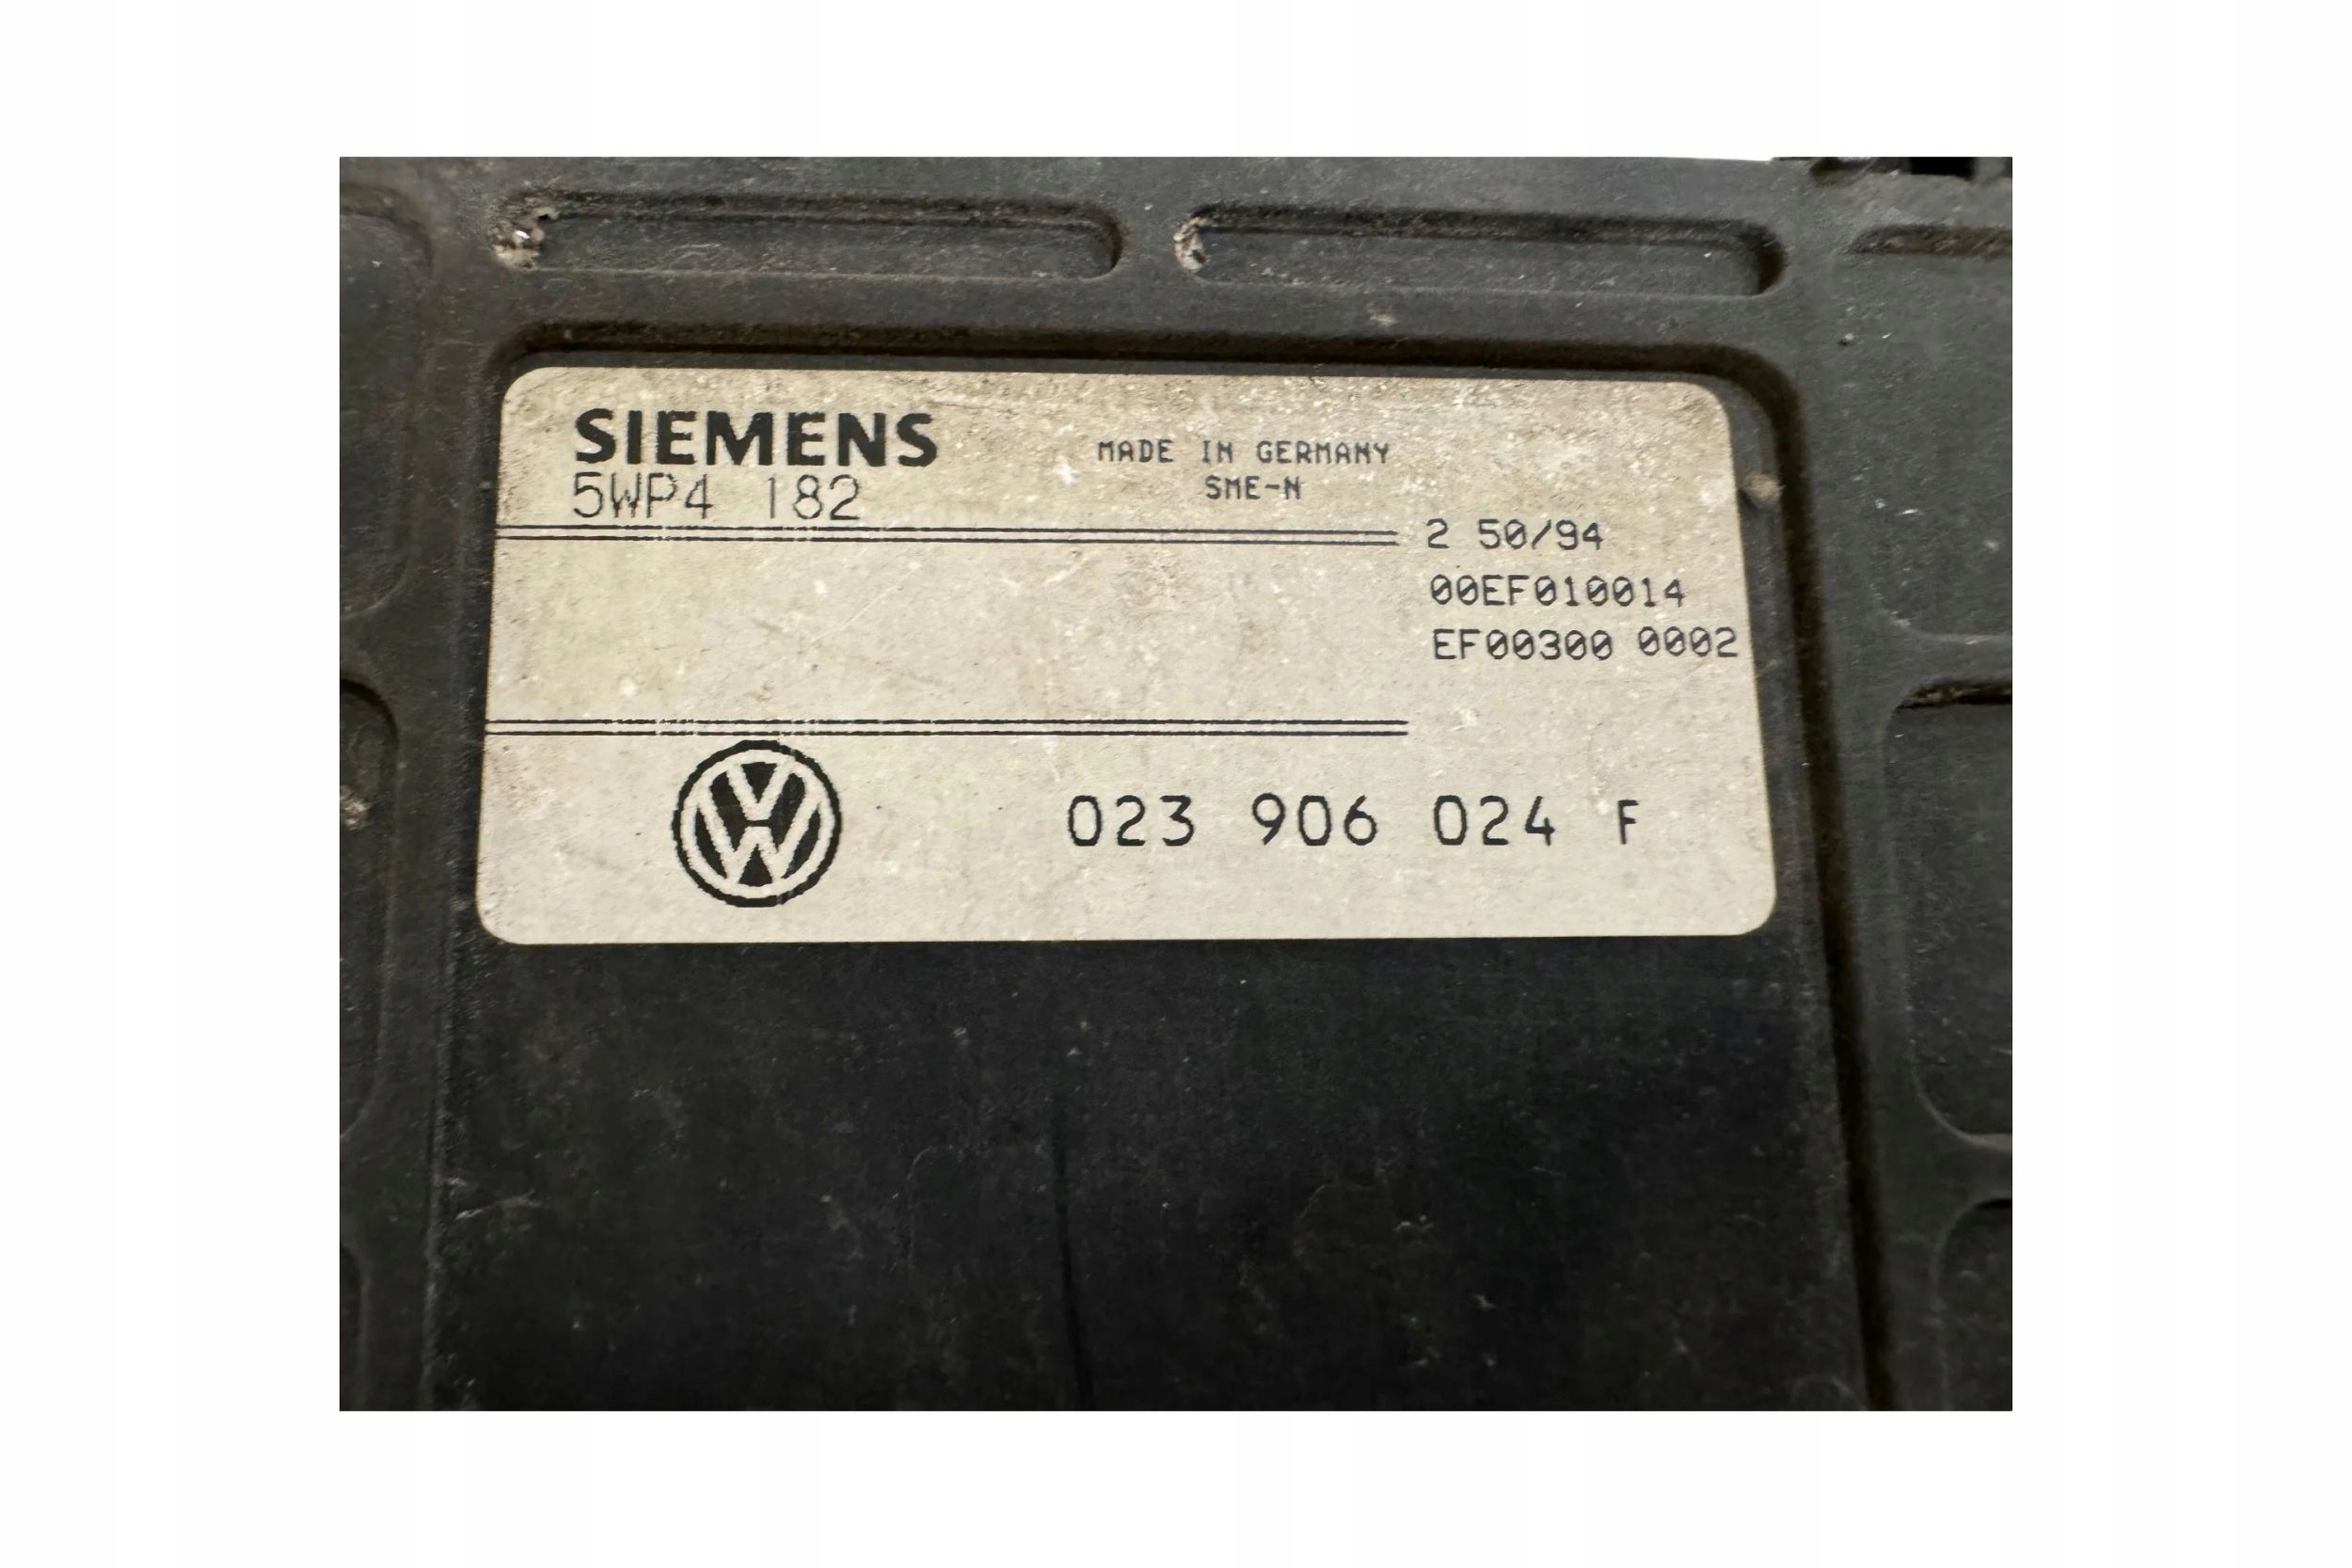 SIEMENS
5WP4 182
MADE IN GERMANY
SME-N
2 50/94
00EF010014
EF00300 0002
023 906 024 F